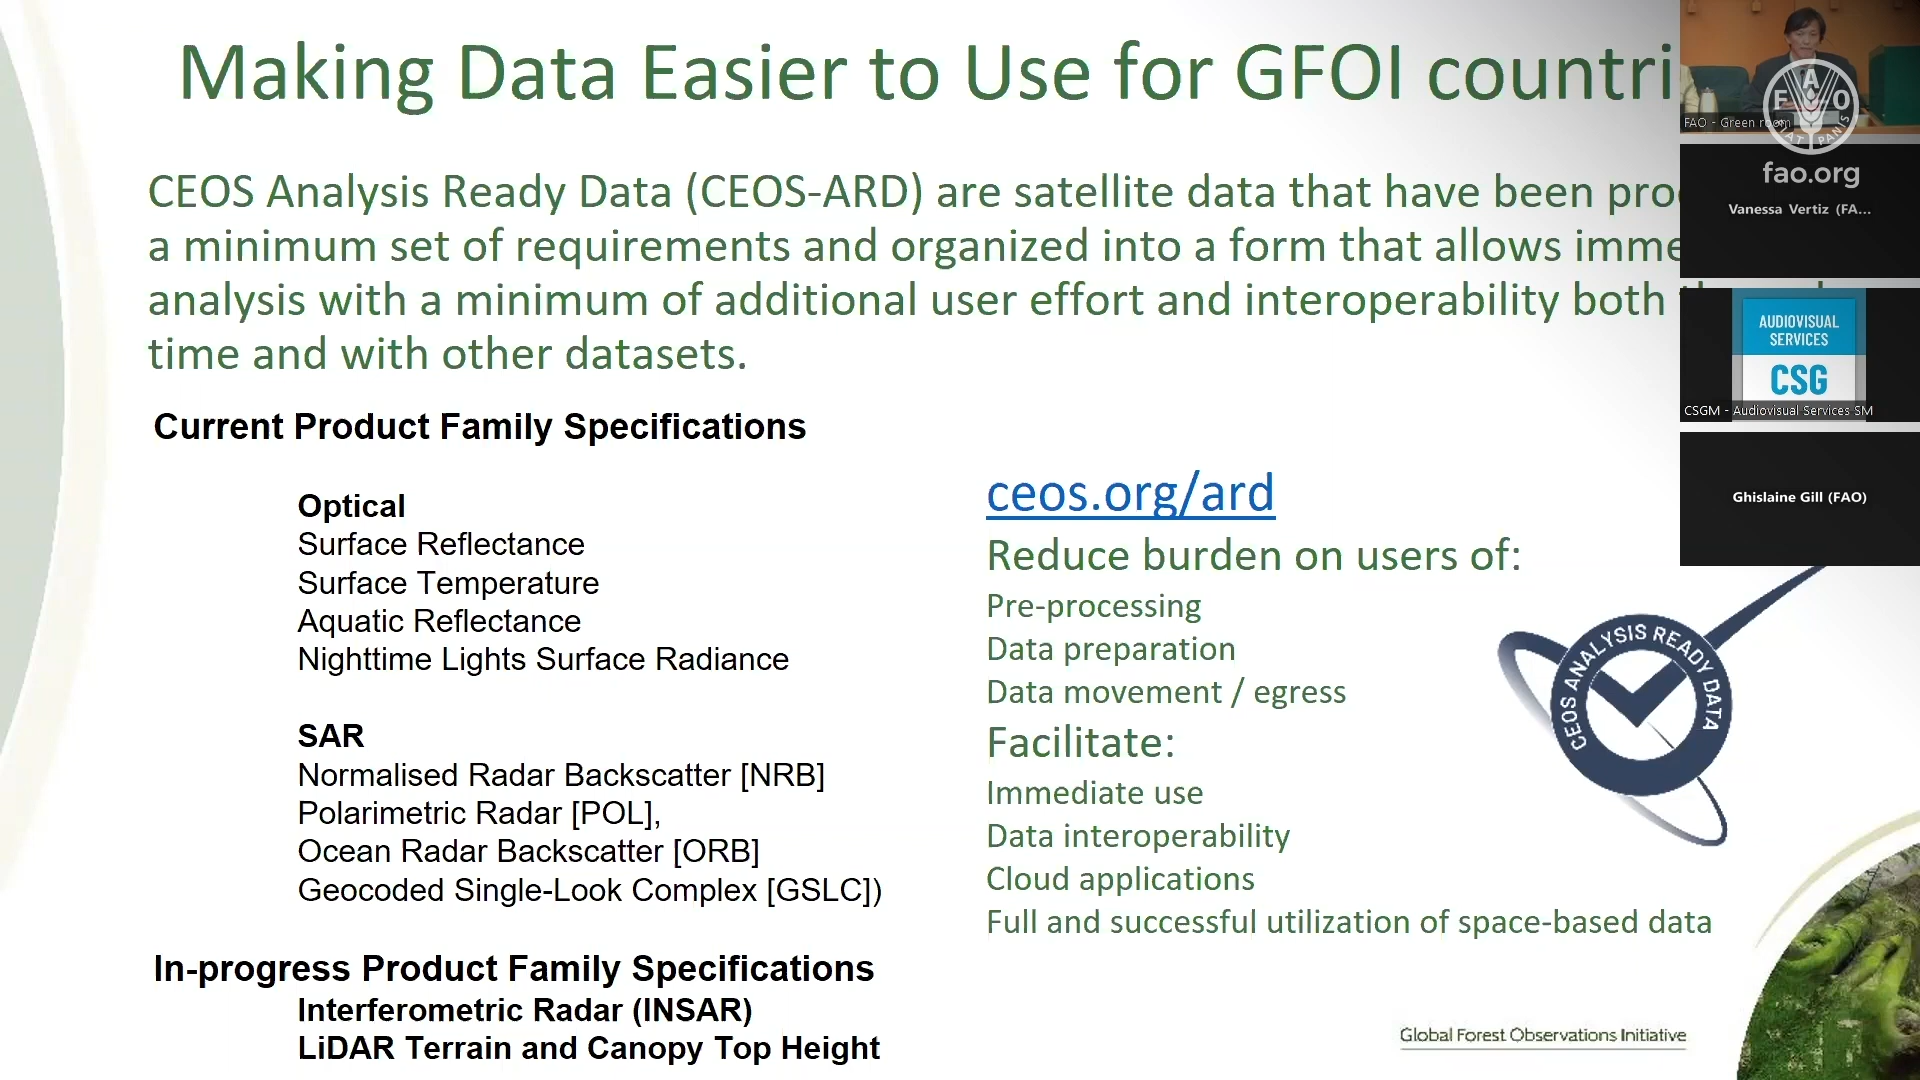 Making Data Easier to Use for GFOI countri
CEOS Analysis Ready Data (CEOS-ARD) are satellite data that have been
a minimum set of requirements and organized into a form that allows
analysis with a minimum of additional user effort and interoperability both
time and with other datasets.
Current Product Family Specifications
Optical
Surface Reflectance
Surface Temperature
Aquatic Reflectance
Nighttime Lights Surface Radiance
SAR
Normalised Radar Backscatter [NRB]
Polarimetric Radar [POL],
Ocean Radar Backscatter [ORB]
Geocoded Single-Look Complex [GSLC])
In-progress Product Family Specifications
Interferometric Radar (INSAR)
LiDAR Terrain and Canopy Top Height
ceos.org/ard
Reduce burden on users of:
Pre-processing
Data preparation
Data movement / egress
Facilitate:
Immediate use
Data interoperability
Cloud applications
Full and successful utilization of space-based data
CEOS ANALYSIS READY DATA
Global Forest Observations Initiative
FAO - Green room
FAO
FIAT PANIS
fao.org
Vanessa Vertiz (FA...
AUDIOVISUAL
SERVICES
CSG
CSGM - Audiovisual Services SM
Ghislaine Gill (FAO)